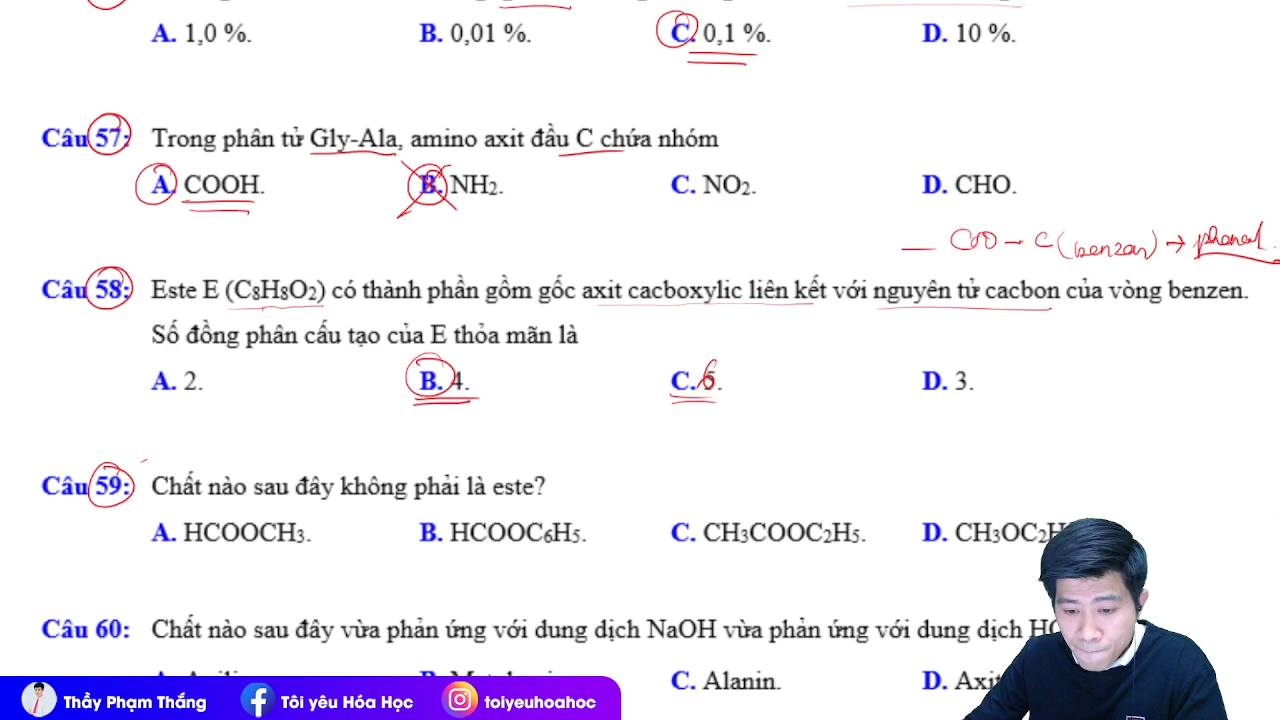 A. 1,0 %. B. 0,01 %. C. 0,1 %. D. 10 %.
Câu 57: Trong phân tử Gly-Ala, amino axit đầu C chứa nhóm
A. COOH. B. NH2. C. NO2. D. CHO.
— COO – C (benzen) → phenol.
Câu 58: Este E (C8H8O2) có thành phần gồm gốc axit cacboxylic liên kết với nguyên tử cacbon của vòng benzen.
Số đồng phân cấu tạo của E thỏa mãn là
A. 2. B. 4. C. 6. D. 3.
Câu 59: Chất nào sau đây không phải là este?
A. HCOOCH3. B. HCOOC6H5. C. CH3COOC2H5. D. CH3OC2H
Câu 60: Chất nào sau đây vừa phản ứng với dung dịch NaOH vừa phản ứng với dung dịch
C. Alanin. D.
Thầy Phạm Thắng Tôi yêu Hóa Học toiyeuhoahoc